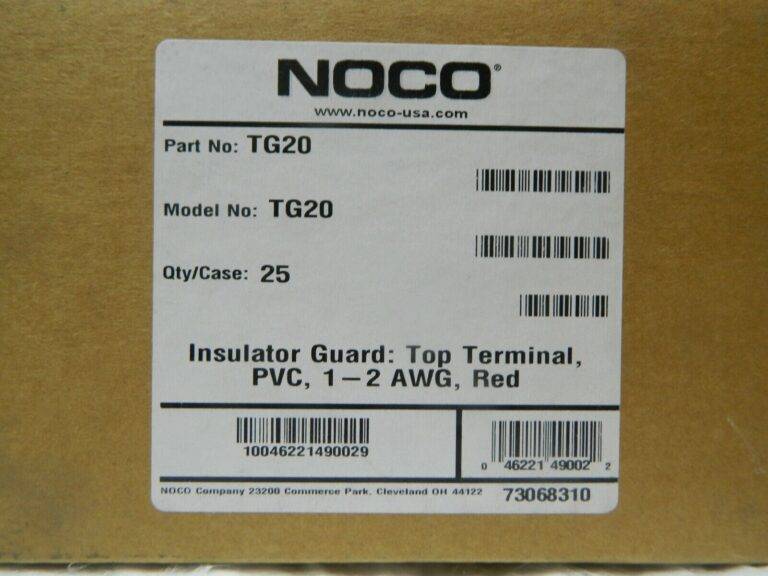 NOCO®
www.noco-usa.com
Part No: TG20
Model No: TG20
Qty/Case: 25
Insulator Guard: Top Terminal,
PVC, 1–2 AWG, Red
10046221490029
0 46221 49002 2
NOCO Company 23200 Commerce Park, Cleveland OH 44122 73068310